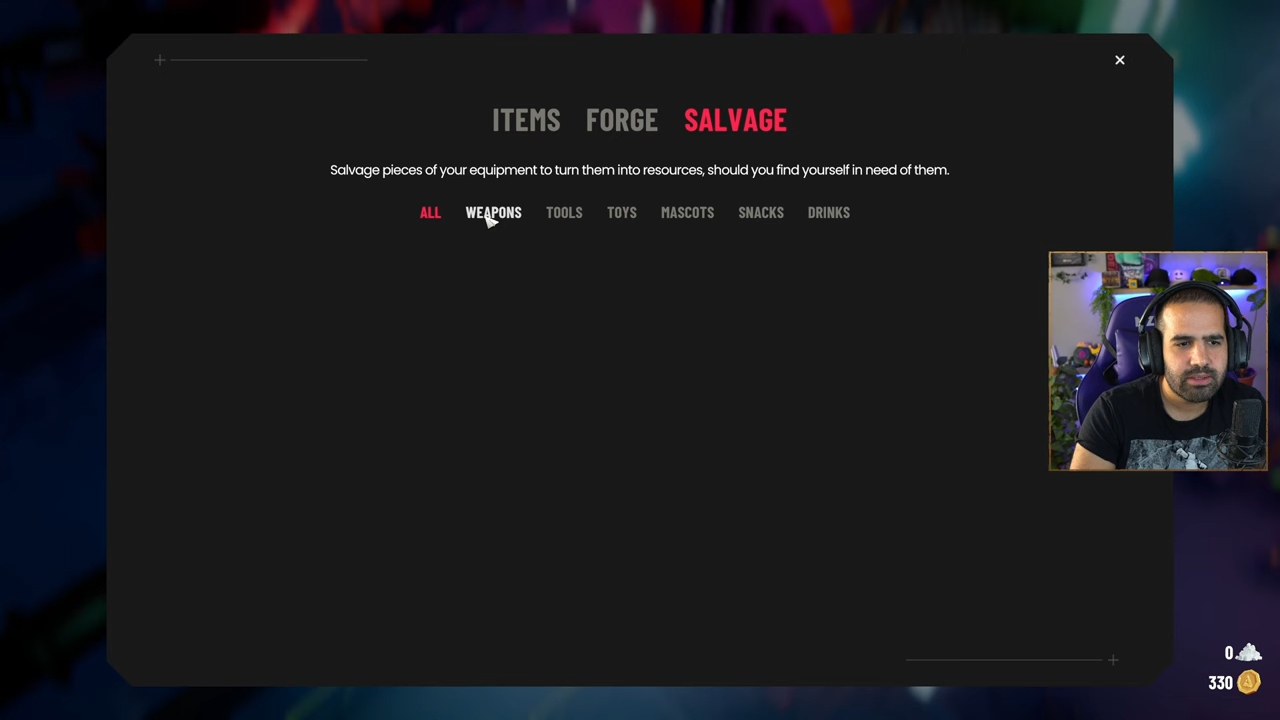 ITEMS FORGE SALVAGE
Salvage pieces of your equipment to turn them into resources, should you find yourself in need of them.
ALL WEAPONS TOOLS TOYS MASCOTS SNACKS DRINKS
0
330